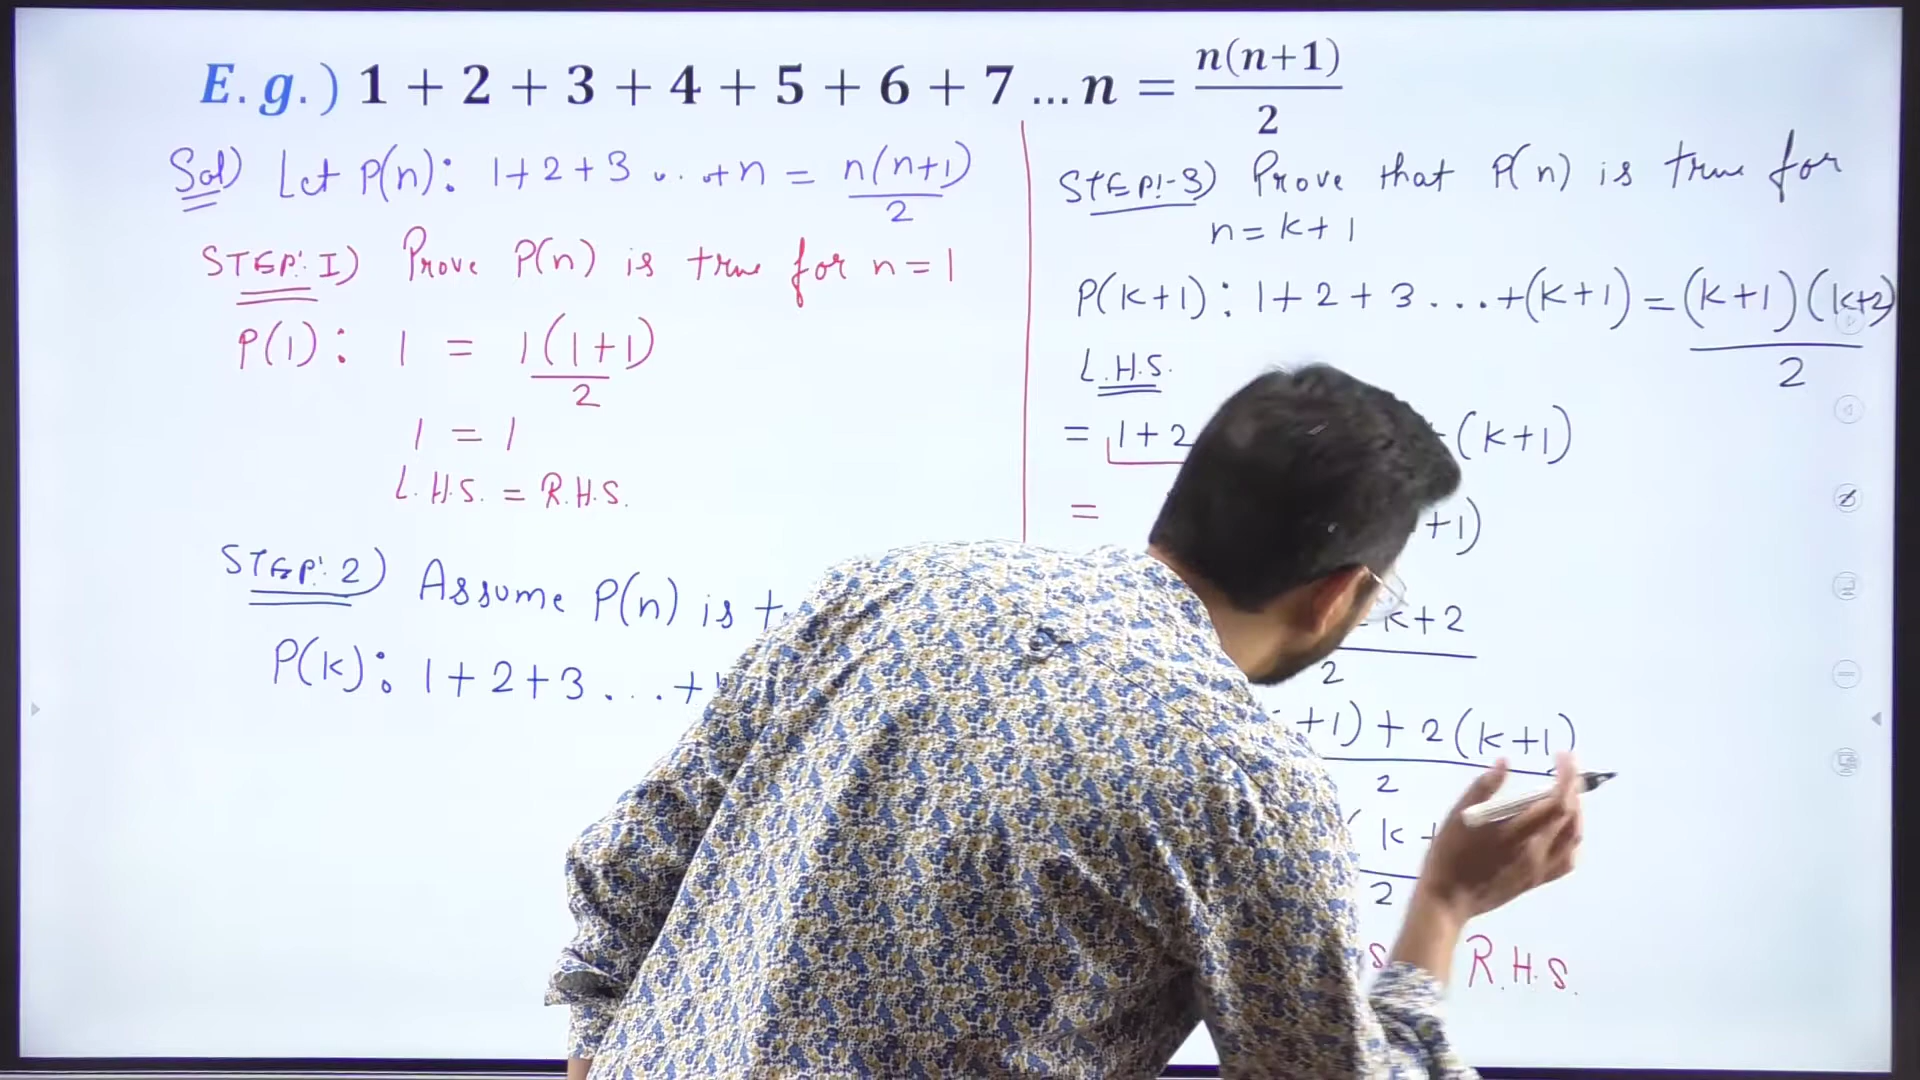 E.g.) 1 + 2 + 3 + 4 + 5 + 6 + 7 ... n = n(n+1)/2
Sol) Let P(n): 1+2+3 ... +n = n(n+1)/2
STEP: I) Prove P(n) is true for n=1
P(1): 1 = 1(1+1)/2
1 = 1
L.H.S. = R.H.S.
STEP: 2) Assume P(n) is
P(k): 1+2+3...+
STEP:-3) Prove that P(n) is true for
n=k+1
P(k+1): 1+2+3...+(k+1) = (k+1)(k+2)/2
L.H.S.
= 1+2 (k+1)
= +1)
k+2
2
+1) + 2(k+1)
2
k +
2
S R.H.S.